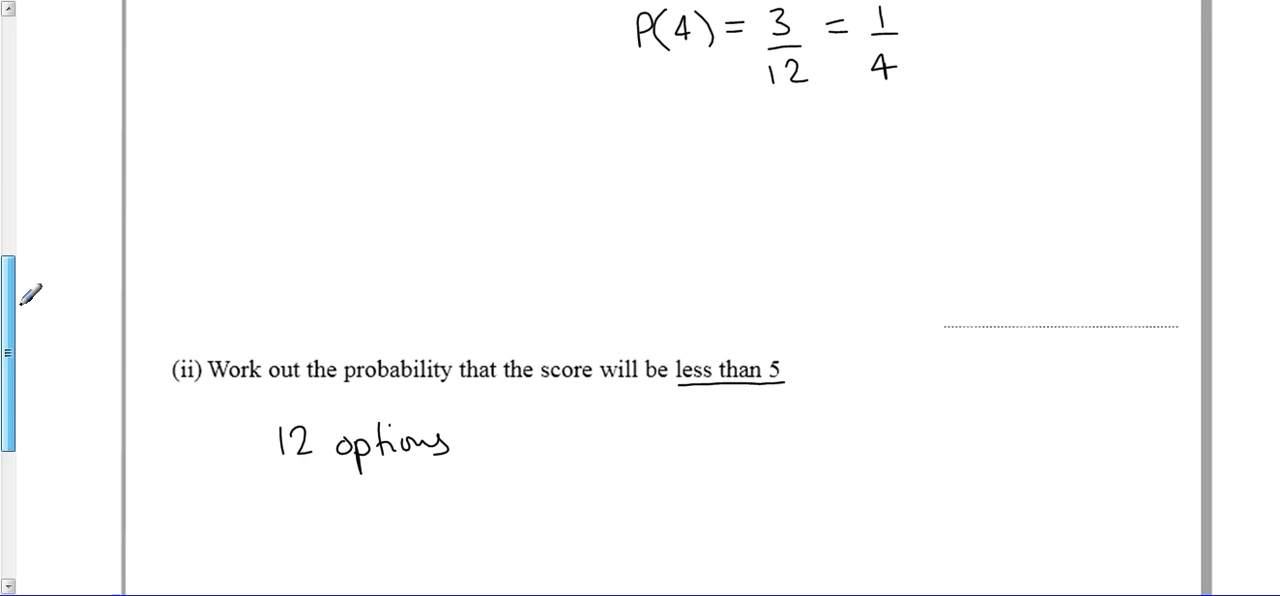 P(4) = 3/12 = 1/4
(ii) Work out the probability that the score will be less than 5
12 options